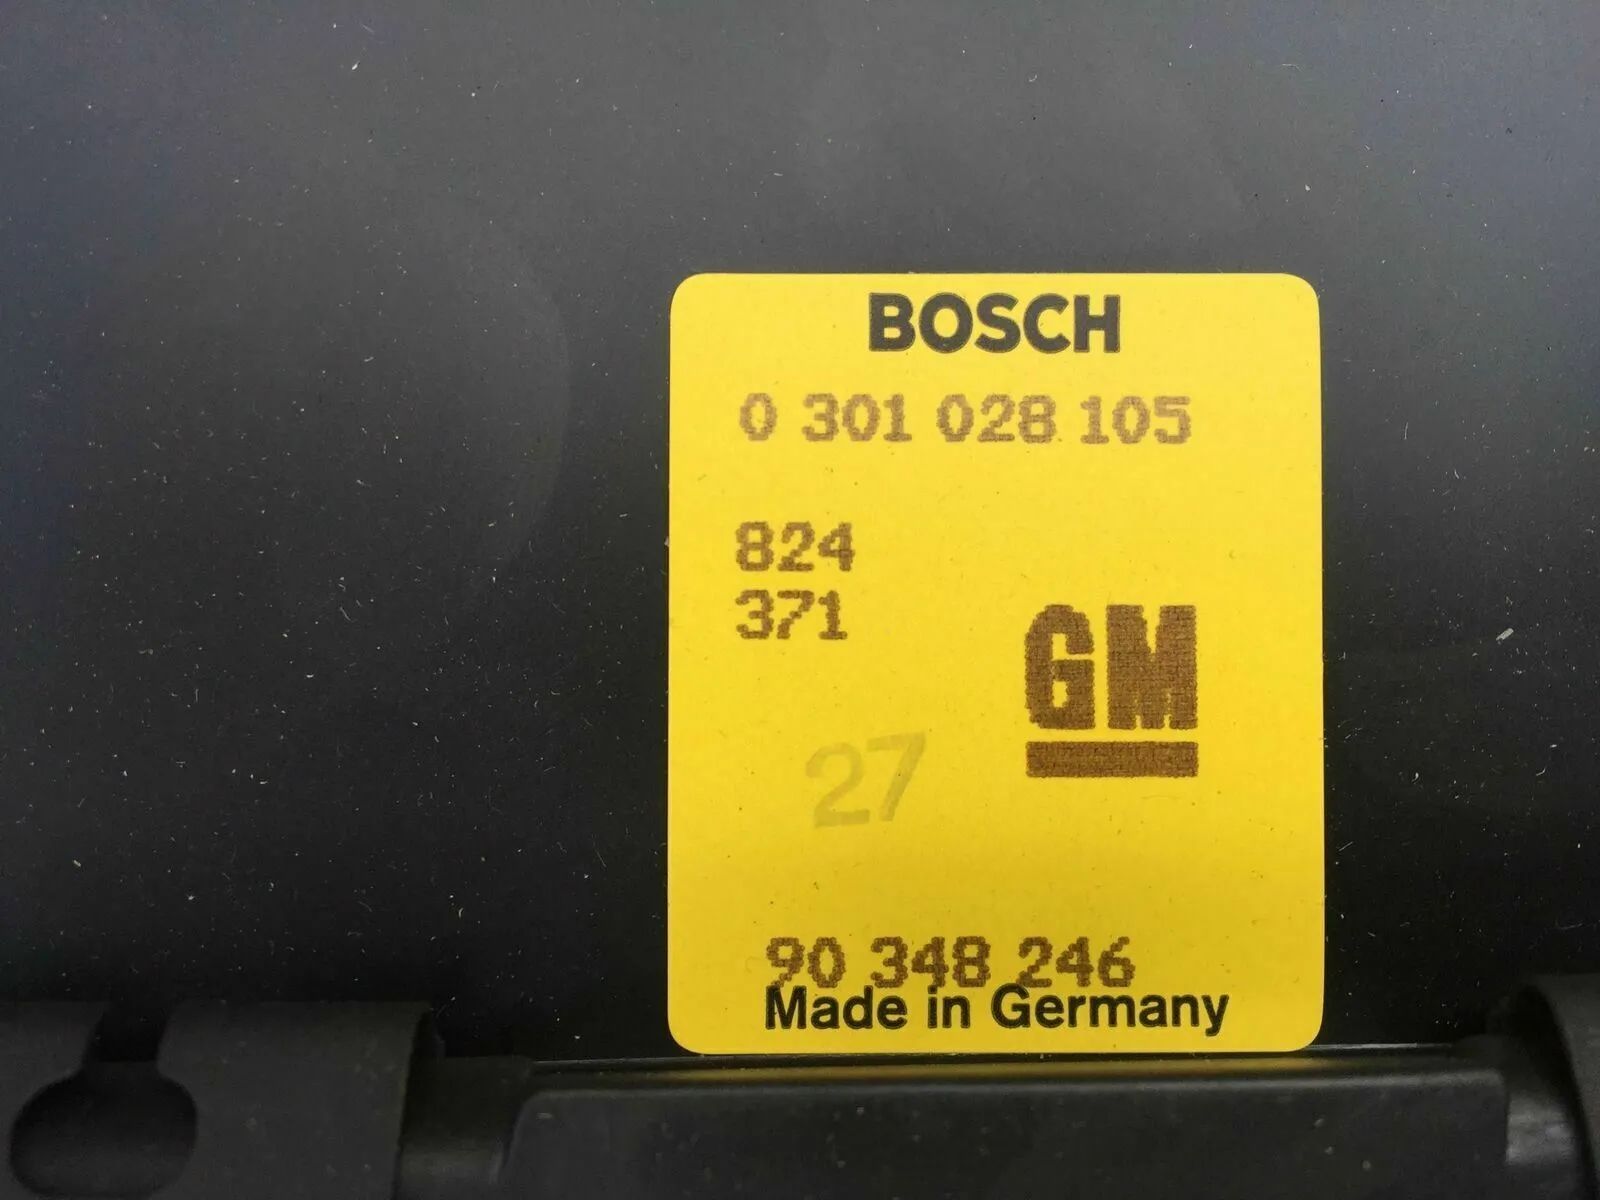 BOSCH
0 301 028 105
824
371
GM
27
90 348 246
Made in Germany